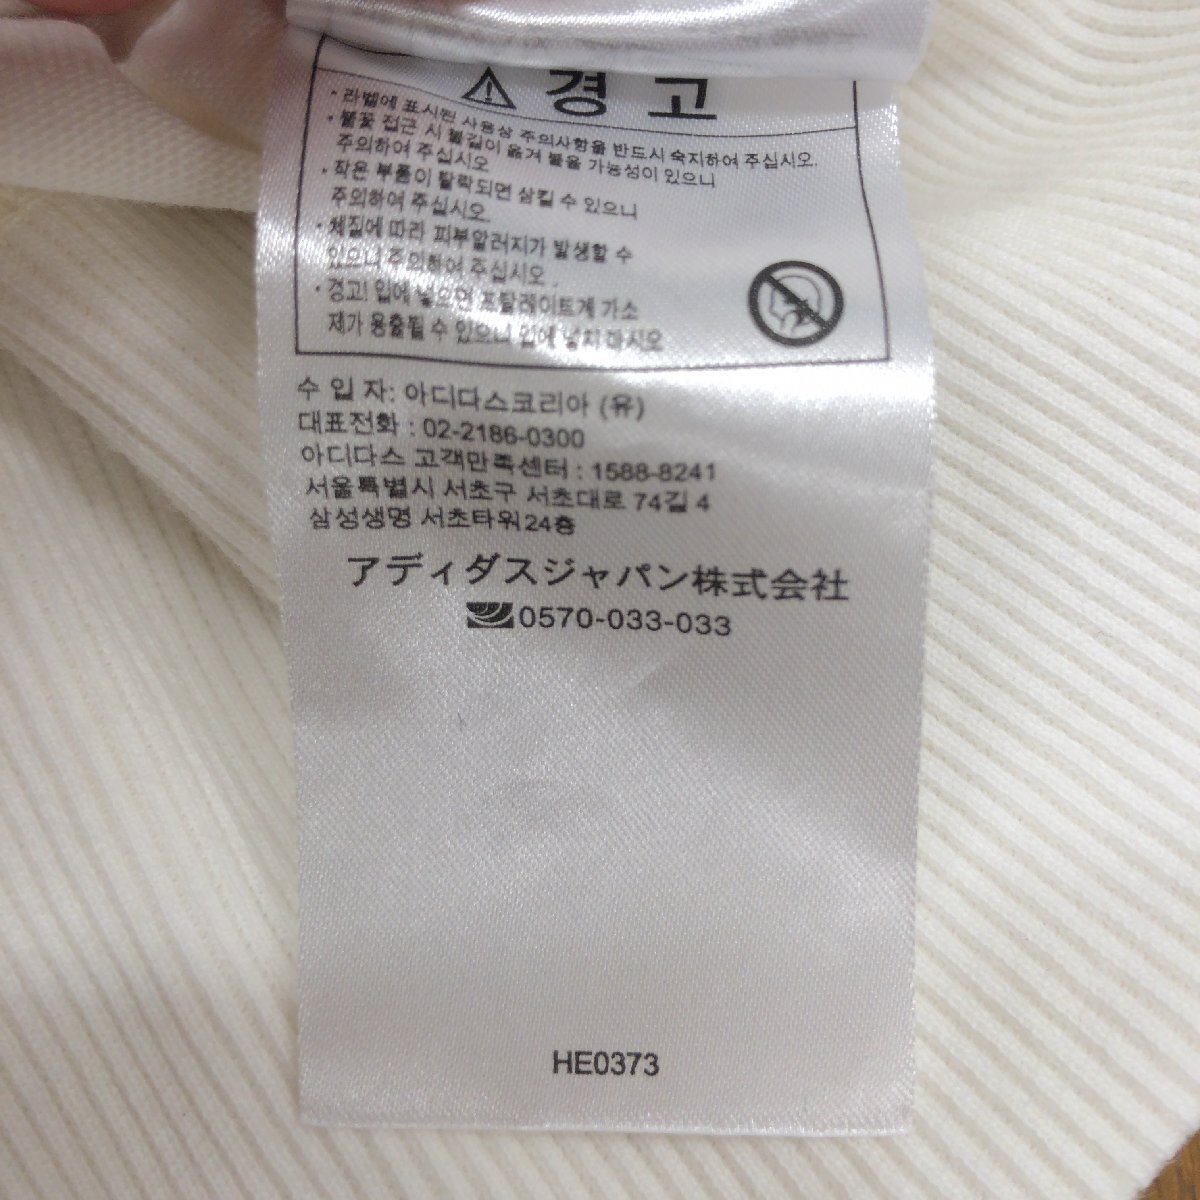 경 고
· 라벨에 표시된 사용상 주의사항을 반드시 숙지하여 주십시오.
· 불꽃 접근 시 불길이 옮겨 붙을 가능성이 있으니
주의하여 주십시오
· 작은 부품이 탈락되면 삼킬 수 있으니
주의하여 주십시오.
· 체질에 따라 피부알러지가 발생할 수
있으니 주의하여 주십시오 .
· 경고! 입에 넣으면 프탈레이트계 가소
제가 용출될 수 있으니 입에 넣지 마시오
수 입 자: 아디다스코리아 (유)
대표전화 : 02-2186-0300
아디다스 고객만족센터 : 1588-8241
서울특별시 서초구 서초대로 74길 4
삼성생명 서초타워24층
アディダスジャパン株式会社
0570-033-033
HE0373